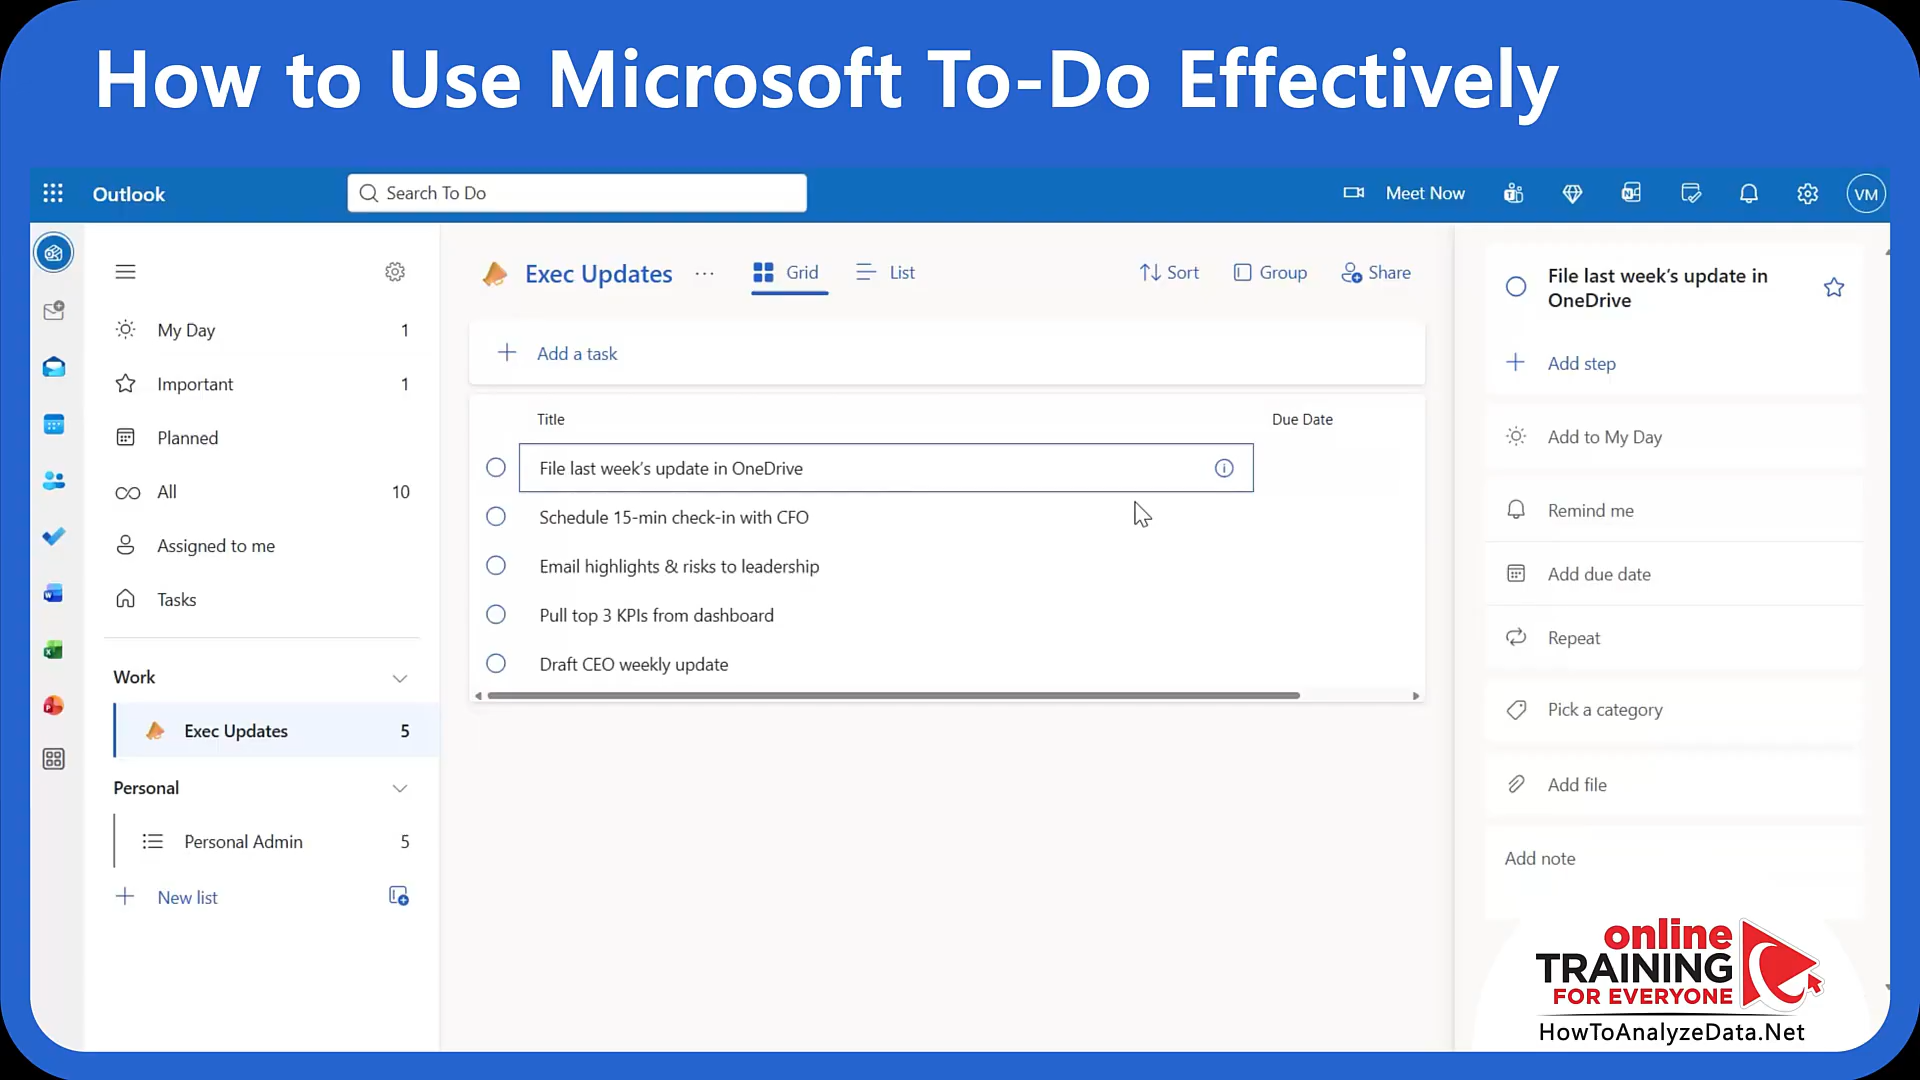 How to Use Microsoft To-Do Effectively
Outlook
Search To Do
Meet Now
VM
My Day 1
Important 1
Planned
All 10
Assigned to me
Tasks
Work
Exec Updates 5
Personal
Personal Admin 5
New list
Exec Updates ...
Grid
List
Sort
Group
Share
Add a task
Title Due Date
File last week's update in OneDrive
Schedule 15-min check-in with CFO
Email highlights & risks to leadership
Pull top 3 KPIs from dashboard
Draft CEO weekly update
File last week's update in
OneDrive
Add step
Add to My Day
Remind me
Add due date
Repeat
Pick a category
Add file
Add note
online
TRAINING
FOR EVERYONE
HowToAnalyzeData.Net